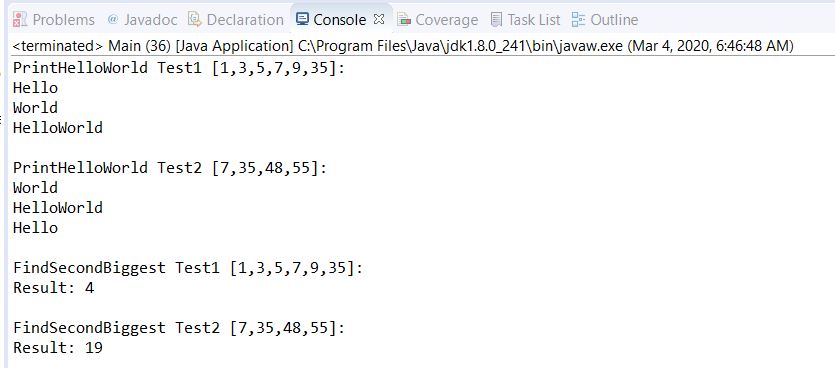 Problems @ Javadoc Declaration Console Coverage Task List Outline
<terminated> Main (36) [Java Application] C:\Program Files\Java\jdk1.8.0_241\bin\javaw.exe (Mar 4, 2020, 6:46:48 AM)
PrintHelloWorld Test1 [1,3,5,7,9,35]:
Hello
World
HelloWorld
PrintHelloWorld Test2 [7,35,48,55]:
World
HelloWorld
Hello
FindSecondBiggest Test1 [1,3,5,7,9,35]:
Result: 4
FindSecondBiggest Test2 [7,35,48,55]:
Result: 19